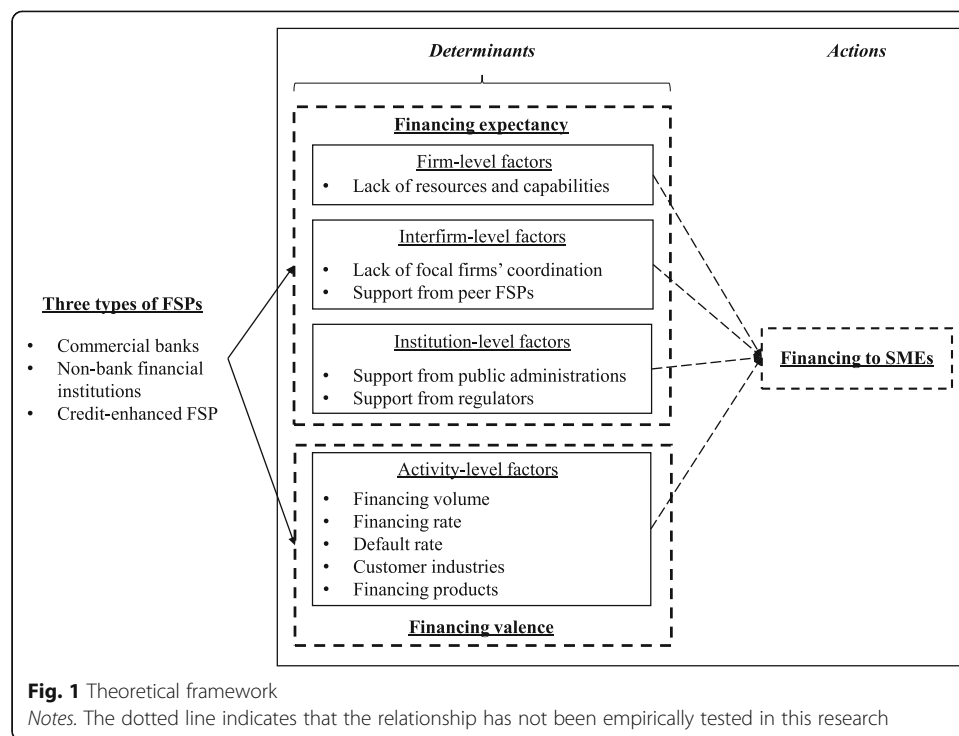 Determinants
Actions
Financing expectancy
Firm-level factors
• Lack of resources and capabilities
Interfirm-level factors
• Lack of focal firms' coordination
• Support from peer FSPs
Three types of FSPs
• Commercial banks
• Non-bank financial
institutions
• Credit-enhanced FSP
Institution-level factors
• Support from public administrations
• Support from regulators
Financing to SMEs
Activity-level factors
• Financing volume
• Financing rate
• Default rate
• Customer industries
• Financing products
Financing valence
Fig. 1 Theoretical framework
Notes. The dotted line indicates that the relationship has not been empirically tested in this research